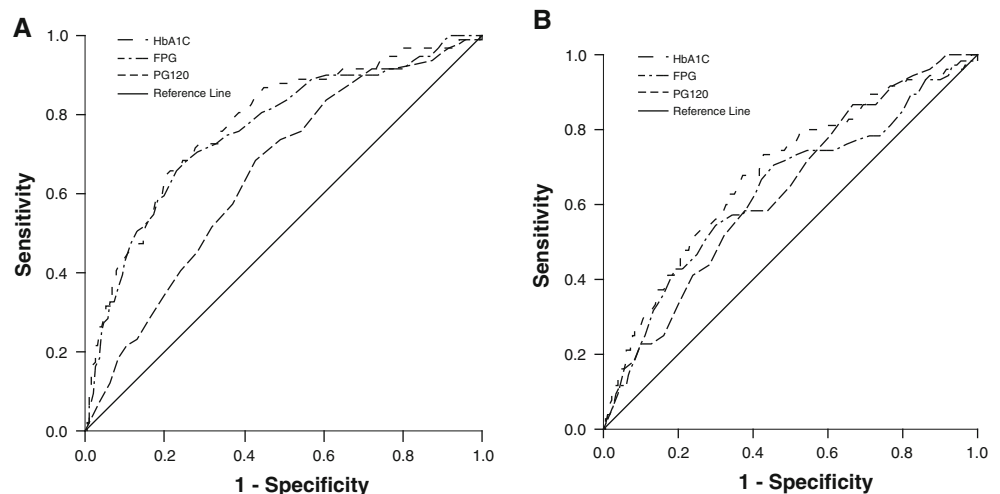 A
HbA1C
FPG
PG120
Reference Line
1.0
0.8
0.6
0.4
0.2
0.0
Sensitivity
0.0 0.2 0.4 0.6 0.8 1.0
1 - Specificity
B
HbA1C
FPG
PG120
Reference Line
1.0
0.8
0.6
0.4
0.2
0.0
Sensitivity
0.0 0.2 0.4 0.6 0.8 1.0
1 - Specificity